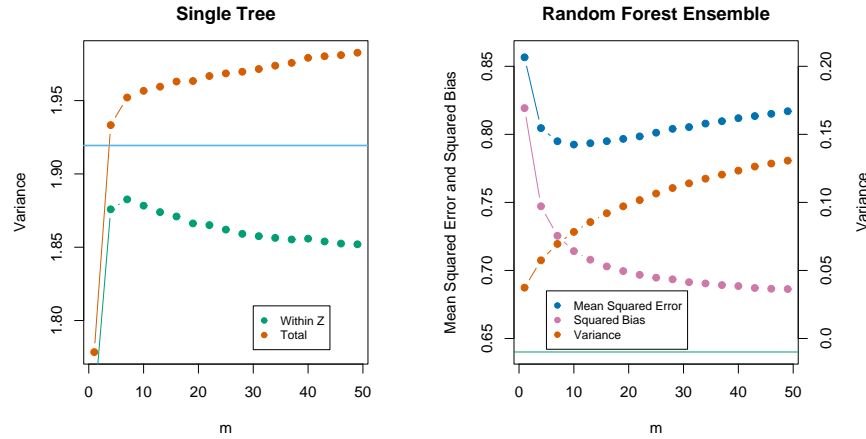 Single Tree
Variance
1.80 1.85 1.90 1.95
0 10 20 30 40 50
m
Within Z
Total
Random Forest Ensemble
Mean Squared Error and Squared Bias
0.65 0.70 0.75 0.80 0.85
0 10 20 30 40 50
m
Mean Squared Error
Squared Bias
Variance
0.0 0.05 0.10 0.15 0.20
Variance